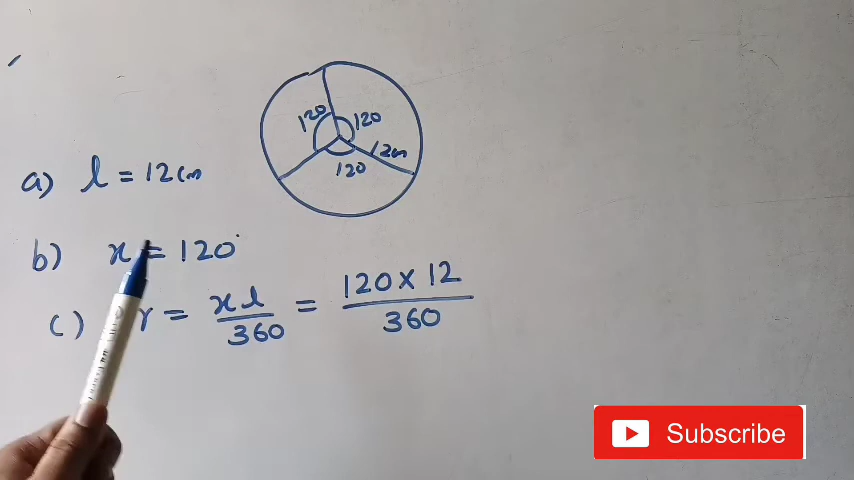 120
120
12cm
120
a) l = 12cm
b) x = 120°
c) r = xl/360 = 120 × 12/360
Subscribe